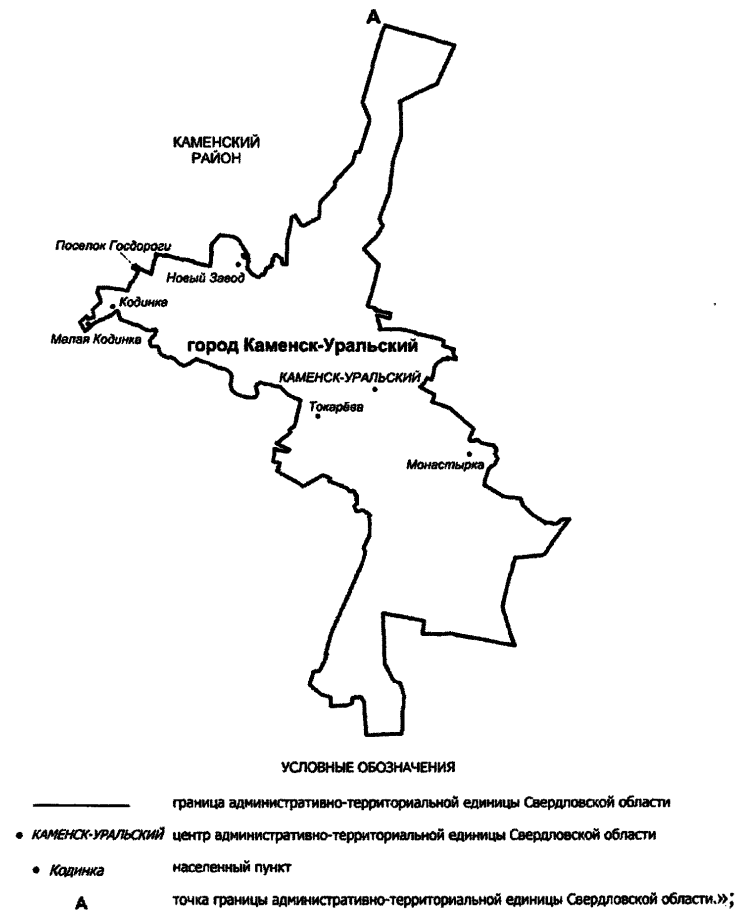 А
КАМЕНСКИЙ
РАЙОН
Поселок Госдороги
Новый Завод
Кодинка
Малая Кодинка
город Каменск-Уральский
КАМЕНСК-УРАЛЬСКИЙ
Токарёва
Монастырка
УСЛОВНЫЕ ОБОЗНАЧЕНИЯ
граница административно-территориальной единицы Свердловской области
КАМЕНСК-УРАЛЬСКИЙ центр административно-территориальной единицы Свердловской области
Кодинка населенный пункт
А точка границы административно-территориальной единицы Свердловской области.»;